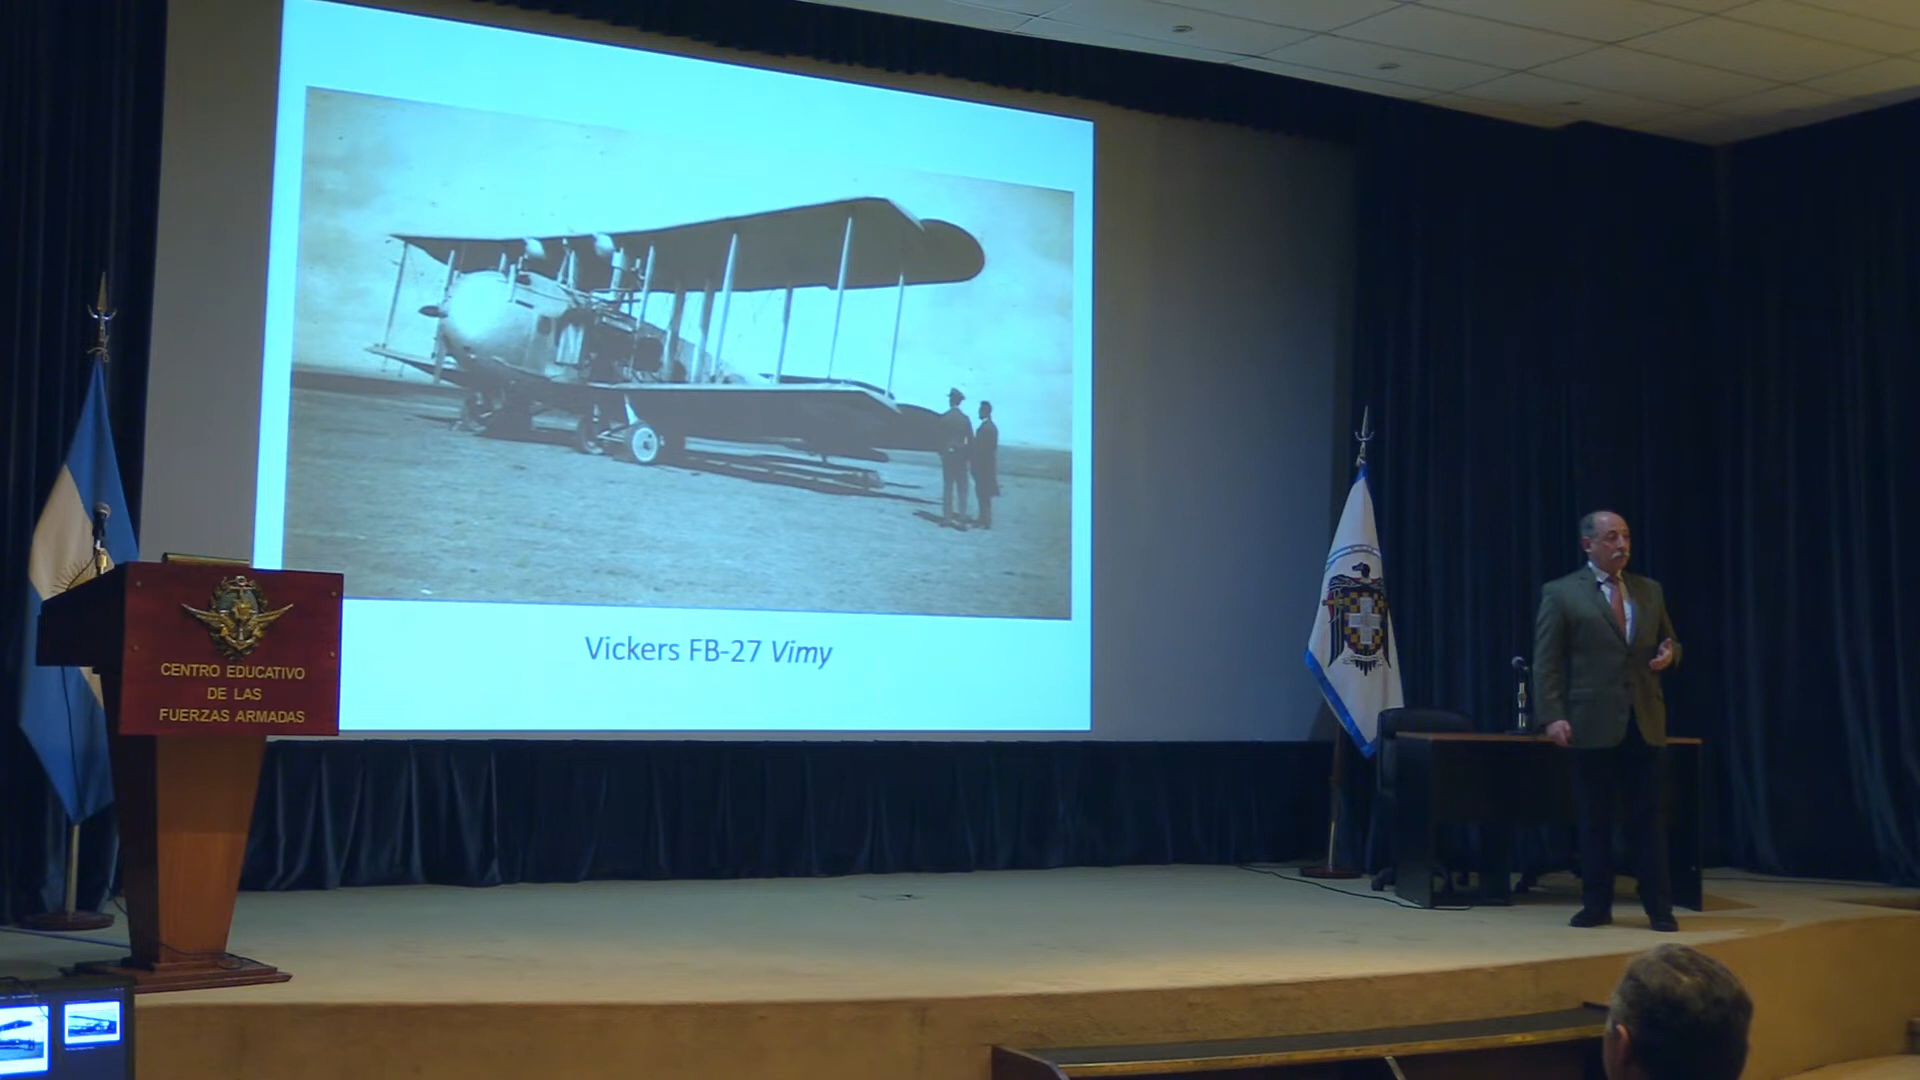 Vickers FB-27 Vimy
CENTRO EDUCATIVO
DE LAS
FUERZAS ARMADAS